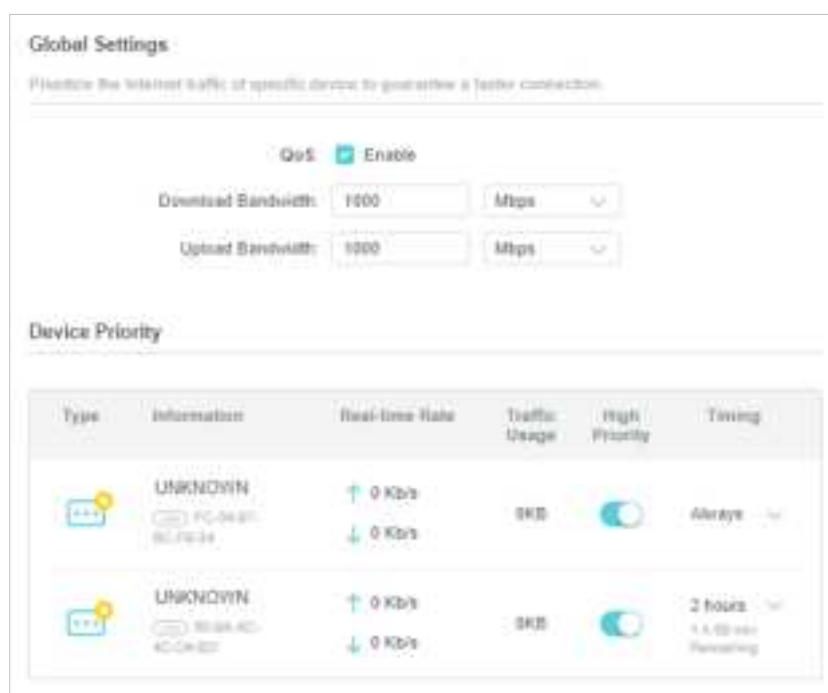 Global Settings
Prioritize the internet traffic of specific device to guarantee a faster connection.
QoS: Enable
Download Bandwidth: 1000 Mbps
Upload Bandwidth: 1000 Mbps
Device Priority
Type Information Real-time Rate Traffic Usage High Priority Timing
UNKNOWN
↑ 0 Kb/s
↓ 0 Kb/s
0KB
Always
UNKNOWN
↑ 0 Kb/s
↓ 0 Kb/s
0KB
2 hours
Remaining